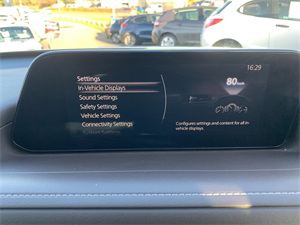 16:29
Settings
In-Vehicle Displays
Sound Settings
Safety Settings
Vehicle Settings
Connectivity Settings
80
Configures settings and content for all in-
vehicle displays.